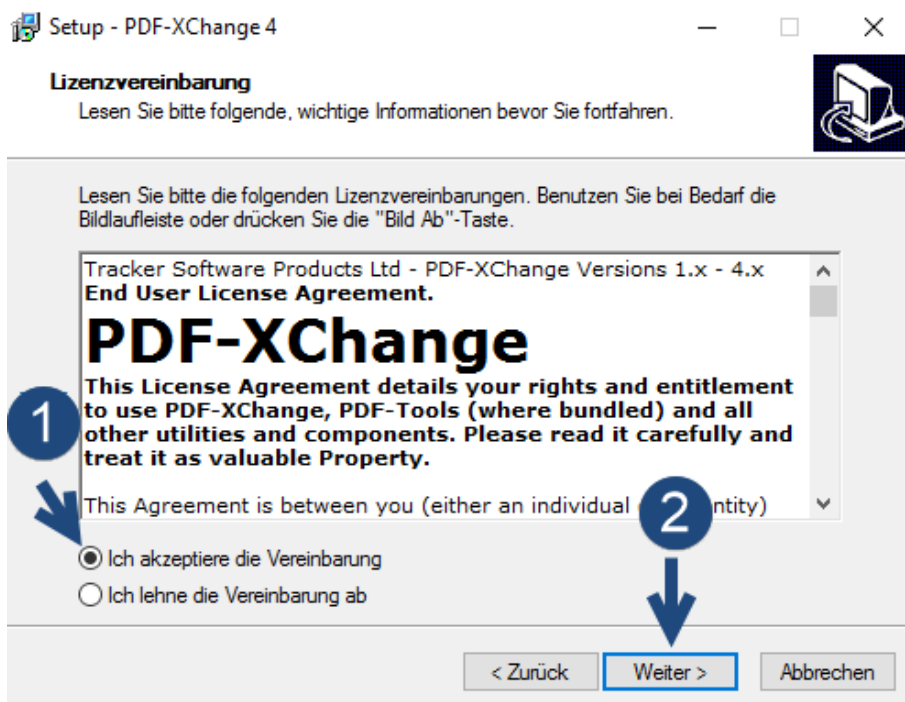 Setup - PDF-XChange 4
Lizenzvereinbarung
Lesen Sie bitte folgende, wichtige Informationen bevor Sie fortfahren.
Lesen Sie bitte die folgenden Lizenzvereinbarungen. Benutzen Sie bei Bedarf die
Bildlaufleiste oder drücken Sie die "Bild Ab"-Taste.
Tracker Software Products Ltd - PDF-XChange Versions 1.x - 4.x
End User License Agreement.
PDF-XChange
This License Agreement details your rights and entitlement
to use PDF-XChange, PDF-Tools (where bundled) and all
other utilities and components. Please read it carefully and
treat it as valuable Property.
1
This Agreement is between you (either an individual
2
Ich akzeptiere die Vereinbarung
Ich lehne die Vereinbarung ab
< Zurück
Weiter >
Abbrechen